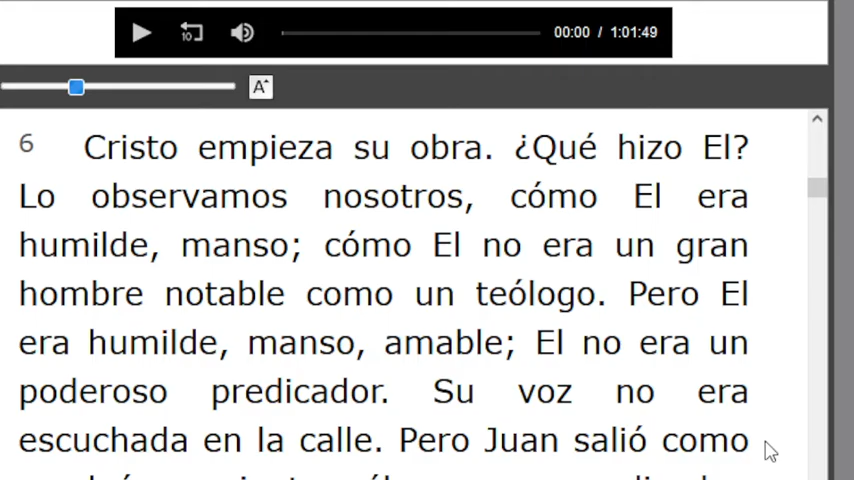 10
00:00 / 1:01:49
A
6 Cristo empieza su obra. ¿Qué hizo El?
Lo observamos nosotros, cómo El era
humilde, manso; cómo El no era un gran
hombre notable como un teólogo. Pero El
era humilde, manso, amable; El no era un
poderoso predicador. Su voz no era
escuchada en la calle. Pero Juan salió como